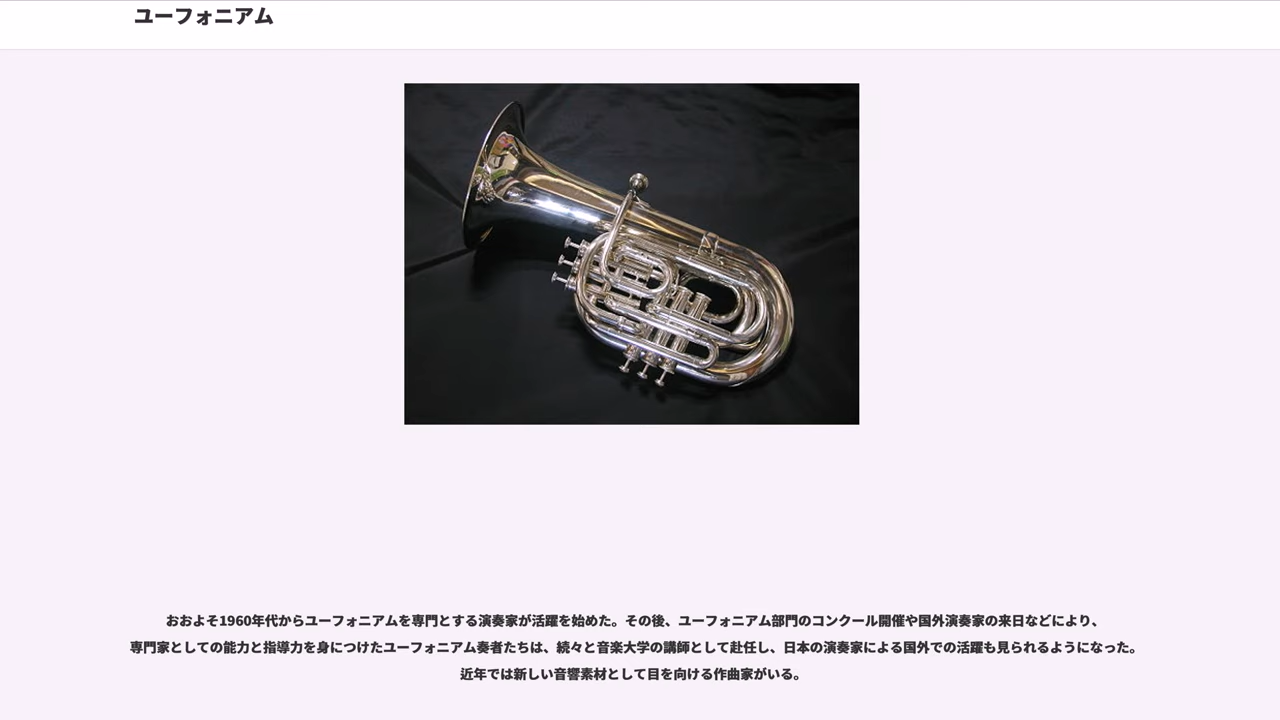 ユーフォニアム
おおよそ1960年代からユーフォニアムを専門とする演奏家が活躍を始めた。その後、ユーフォニアム部門のコンクール開催や国外演奏家の来日などにより、
専門家としての能力と指導力を身につけたユーフォニアム奏者たちは、続々と音楽大学の講師として赴任し、日本の演奏家による国外での活躍も見られるようになった。
近年では新しい音響素材として目を向ける作曲家がいる。